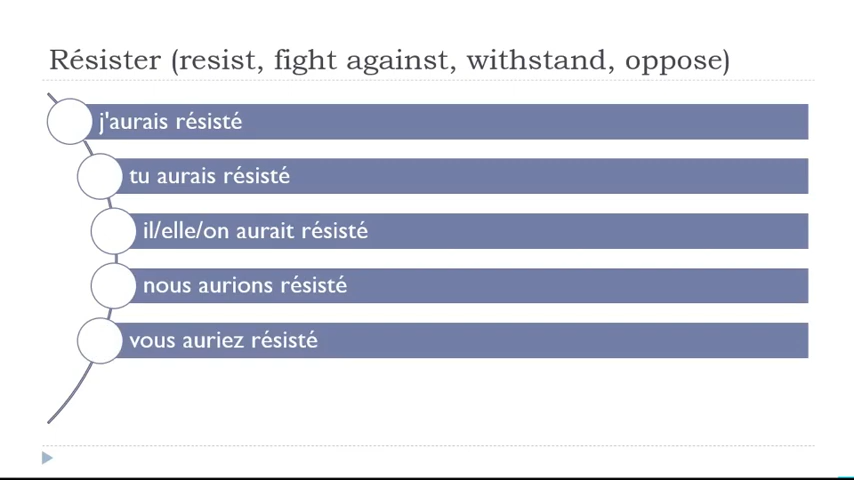 Résister (resist, fight against, withstand, oppose)
j'aurais résisté
tu aurais résisté
il/elle/on aurait résisté
nous aurions résisté
vous auriez résisté